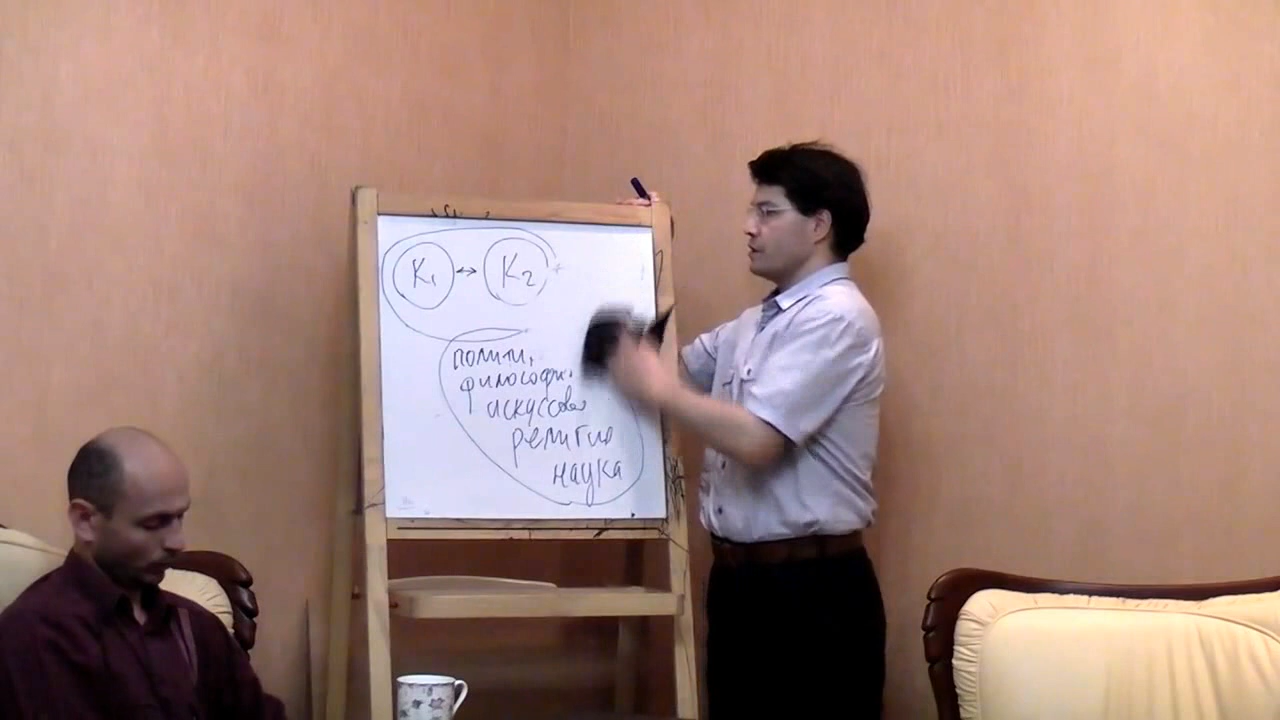 K1 ↔ K2
полити,
философи,
искусство
религия
наука